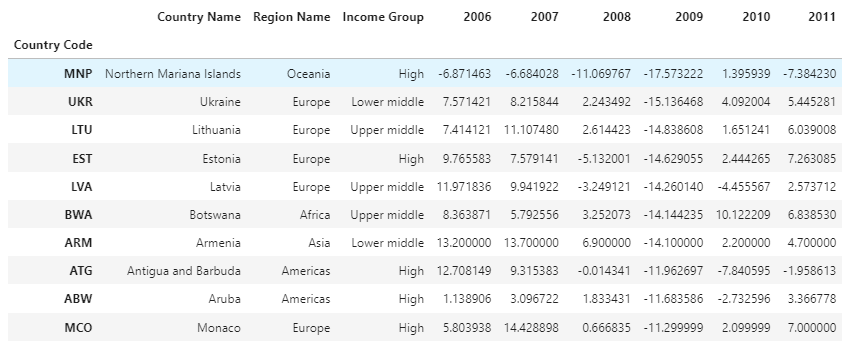 Country Name Region Name Income Group 2006 2007 2008 2009 2010 2011
Country Code
MNP Northern Mariana Islands Oceania High -6.871463 -6.684028 -11.069767 -17.573222 1.395939 -7.384230
UKR Ukraine Europe Lower middle 7.571421 8.215844 2.243492 -15.136468 4.092004 5.445281
LTU Lithuania Europe Upper middle 7.414121 11.107480 2.614423 -14.838608 1.651241 6.039008
EST Estonia Europe High 9.765583 7.579141 -5.132001 -14.629055 2.444265 7.263085
LVA Latvia Europe Upper middle 11.971836 9.941922 -3.249121 -14.260140 -4.455567 2.573712
BWA Botswana Africa Upper middle 8.363871 5.792556 3.252073 -14.144235 10.122209 6.838530
ARM Armenia Asia Lower middle 13.200000 13.700000 6.900000 -14.100000 2.200000 4.700000
ATG Antigua and Barbuda Americas High 12.708149 9.315383 -0.014341 -11.962697 -7.840595 -1.958613
ABW Aruba Americas High 1.138906 3.096722 1.833431 -11.683586 -2.732596 3.366778
MCO Monaco Europe High 5.803938 14.428898 0.666835 -11.299999 2.099999 7.000000